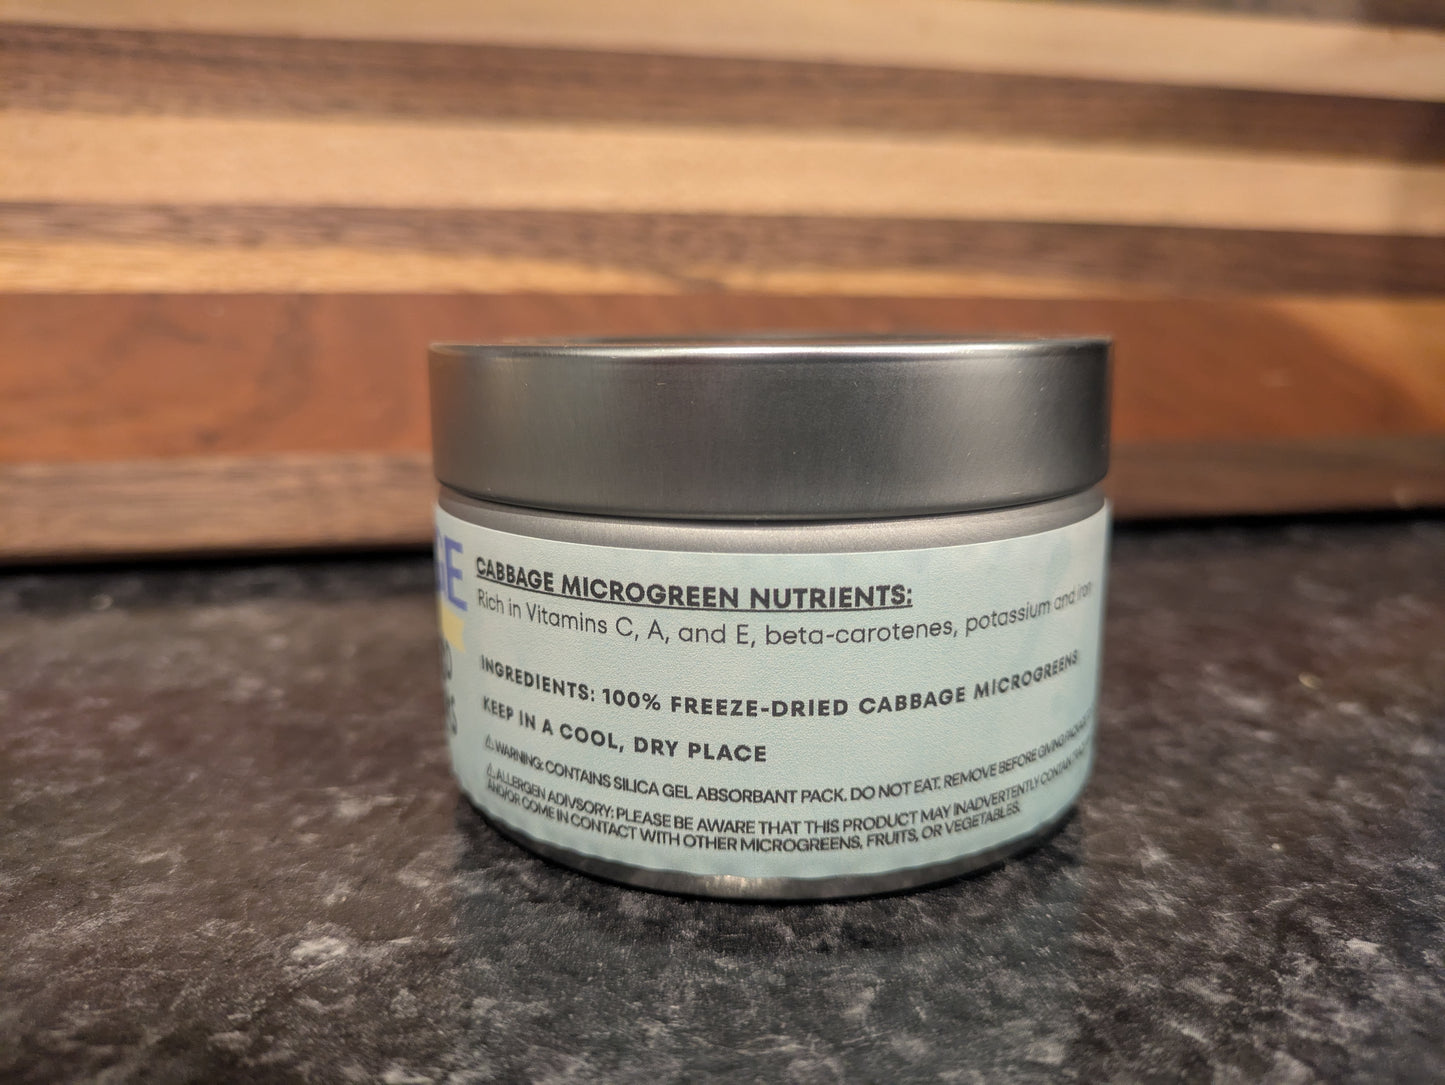 GE
CABBAGE MICROGREEN NUTRIENTS:
Rich in Vitamins C, A, and E, beta-carotenes, potassium and iron
INGREDIENTS: 100% FREEZE-DRIED CABBAGE MICROGREENS
KEEP IN A COOL, DRY PLACE
⚠ WARNING: CONTAINS SILICA GEL ABSORBANT PACK. DO NOT EAT. REMOVE BEFORE GIVING
⚠ ALLERGEN ADIVSORY: PLEASE BE AWARE THAT THIS PRODUCT MAY INADVERTENTLY CONTAIN
AND/OR COME IN CONTACT WITH OTHER MICROGREENS, FRUITS, OR VEGETABLES.